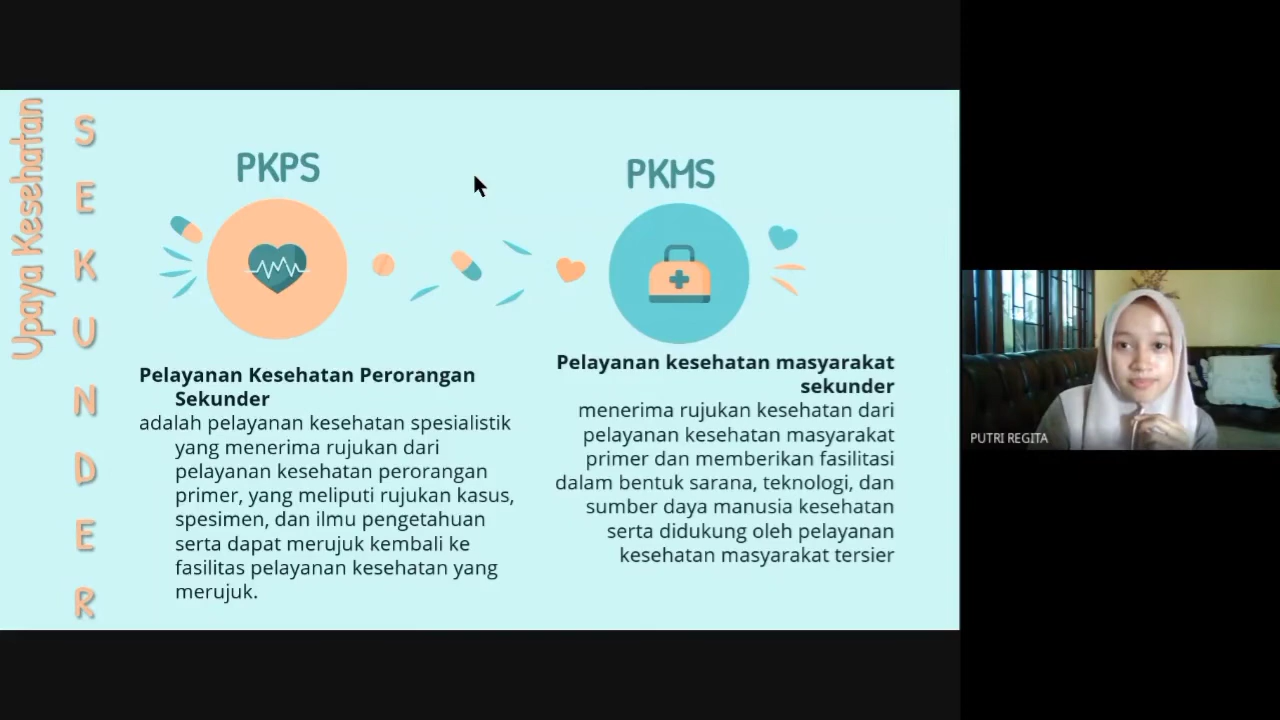 Upaya Kesehatan
SEKUNDER
PKPS
Pelayanan Kesehatan Perorangan
Sekunder
adalah pelayanan kesehatan spesialistik
yang menerima rujukan dari
pelayanan kesehatan perorangan
primer, yang meliputi rujukan kasus,
spesimen, dan ilmu pengetahuan
serta dapat merujuk kembali ke
fasilitas pelayanan kesehatan yang
merujuk.
PKMS
Pelayanan kesehatan masyarakat
sekunder
menerima rujukan kesehatan dari
pelayanan kesehatan masyarakat
primer dan memberikan fasilitasi
dalam bentuk sarana, teknologi, dan
sumber daya manusia kesehatan
serta didukung oleh pelayanan
kesehatan masyarakat tersier
PUTRI REGITA